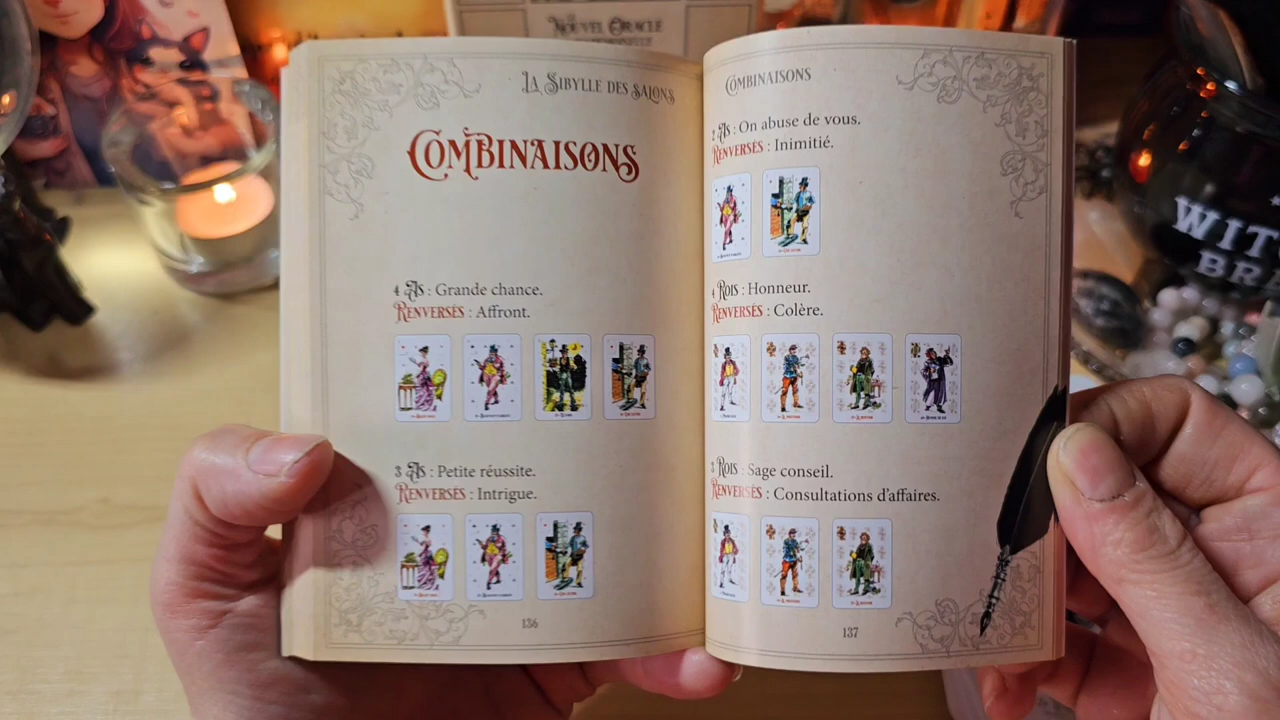 NOUVEL ORACLE
LA SIBYLLE DES SALONS
COMBINAISONS
4 AS : Grande chance.
RENVERSÉS : Affront.
3 AS : Petite réussite.
RENVERSÉS : Intrigue.
136
COMBINAISONS
2 AS : On abuse de vous.
RENVERSÉS : Inimitié.
4 ROIS : Honneur.
RENVERSÉS : Colère.
3 ROIS : Sage conseil.
RENVERSÉS : Consultations d'affaires.
137